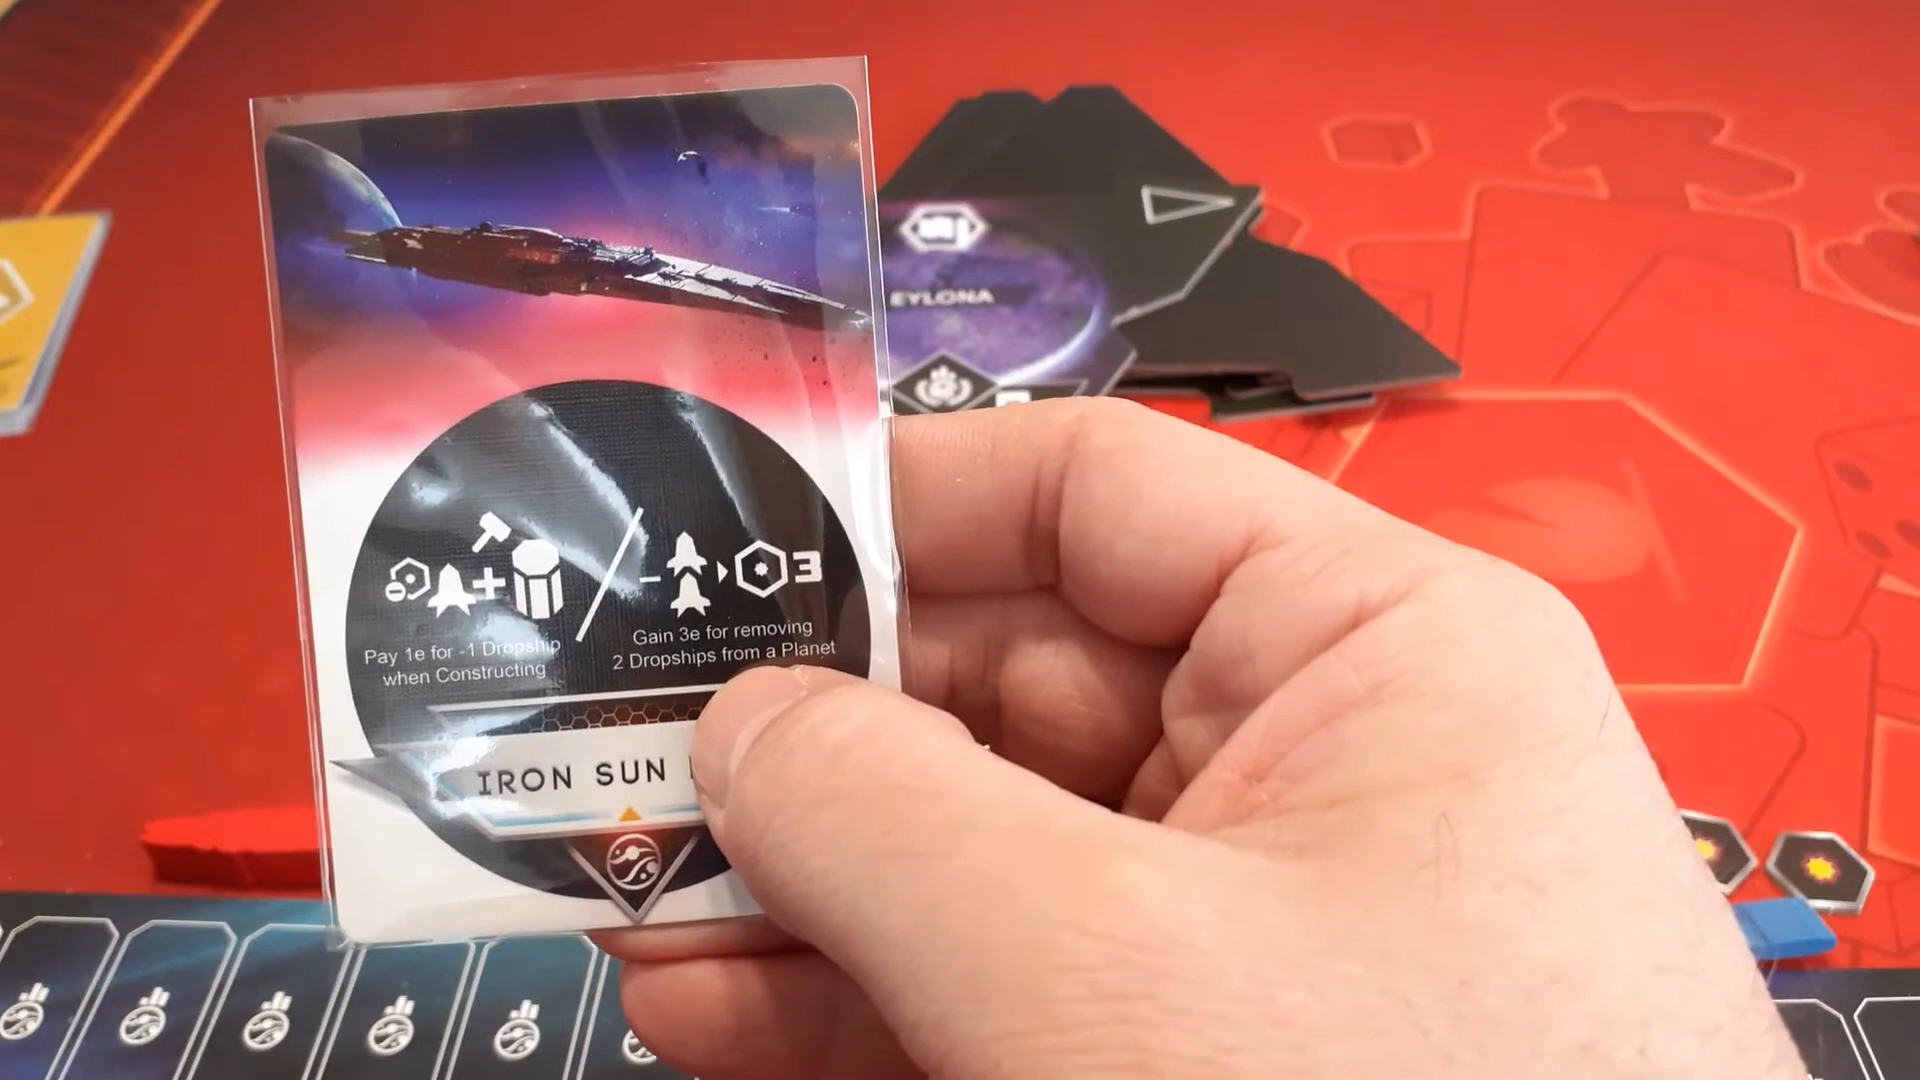 EYLONA
3
Pay 1e for -1 Dropship
when Constructing
Gain 3e for removing
2 Dropships from a Planet
IRON SUN